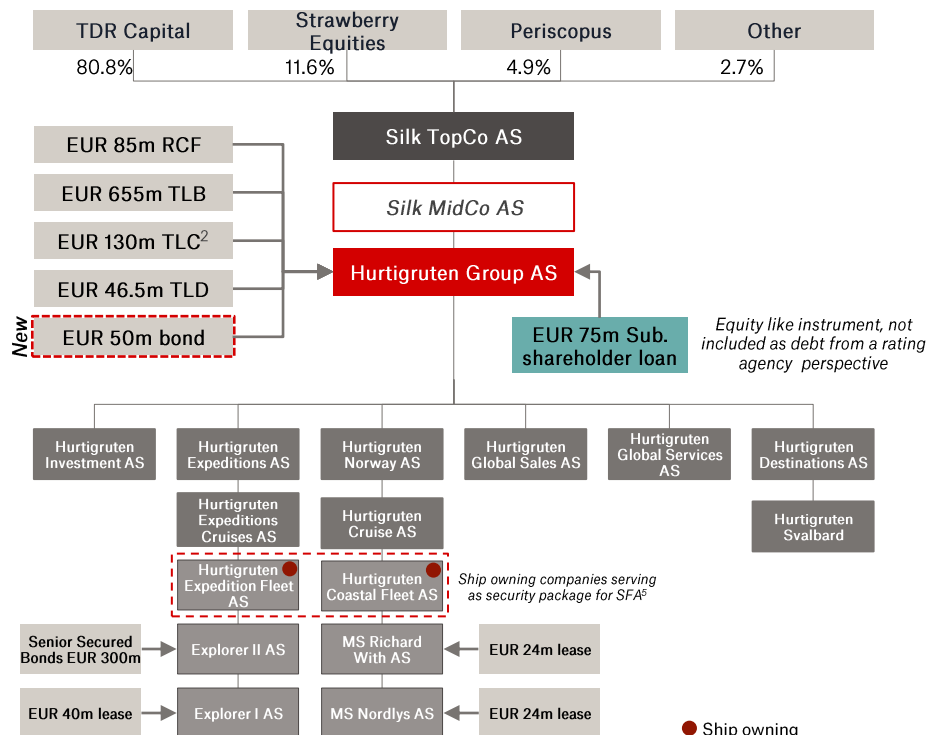 TDR Capital
Strawberry
Equities
Periscopus
Other
80.8%
11.6%
4.9%
2.7%
Silk TopCo AS
EUR 85m RCF
EUR 655m TLB
Silk MidCo AS
EUR 130m TLC2
Hurtigruten Group AS
EUR 46.5m TLD
New
EUR 50m bond
EUR 75m Sub.
shareholder loan
Equity like instrument, not
included as debt from a rating
agency perspective
Hurtigruten
Investment AS
Hurtigruten
Expeditions AS
Hurtigruten
Norway AS
Hurtigruten
Global Sales AS
Hurtigruten
Global Services
AS
Hurtigruten
Destinations AS
Hurtigruten
Expeditions
Cruises AS
Hurtigruten
Cruise AS
Hurtigruten
Svalbard
Hurtigruten
Expedition Fleet
AS
Hurtigruten
Coastal Fleet AS
Ship owning companies serving
as security package for SFA5
Senior Secured
Bonds EUR 300m
Explorer II AS
MS Richard
With AS
EUR 24m lease
EUR 40m lease
Explorer I AS
MS Nordlys AS
EUR 24m lease
Ship owning